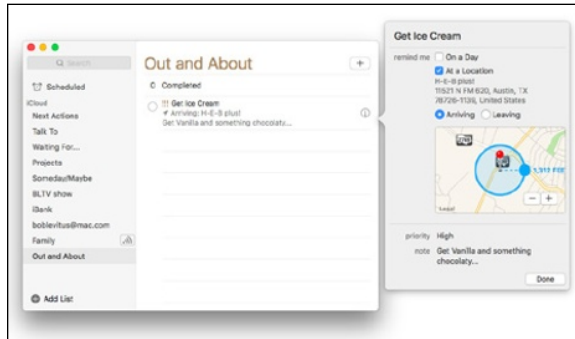 Search
Scheduled
iCloud
Next Actions
Talk To
Waiting For...
Projects
Someday/Maybe
BLTV show
iBank
boblevitus@mac.com
Family
Out and About
Add List
Out and About
+
0 Completed
!!! Get Ice Cream
Arriving: H-E-B plus!
Get Vanilla and something chocolaty...
Get Ice Cream
remind me On a Day
At a Location
H-E-B plus!
11521 N FM 620, Austin, TX
78726-1139, United States
Arriving Leaving
620
Legal
− +
priority High
note Get Vanilla and something
chocolaty...
Done